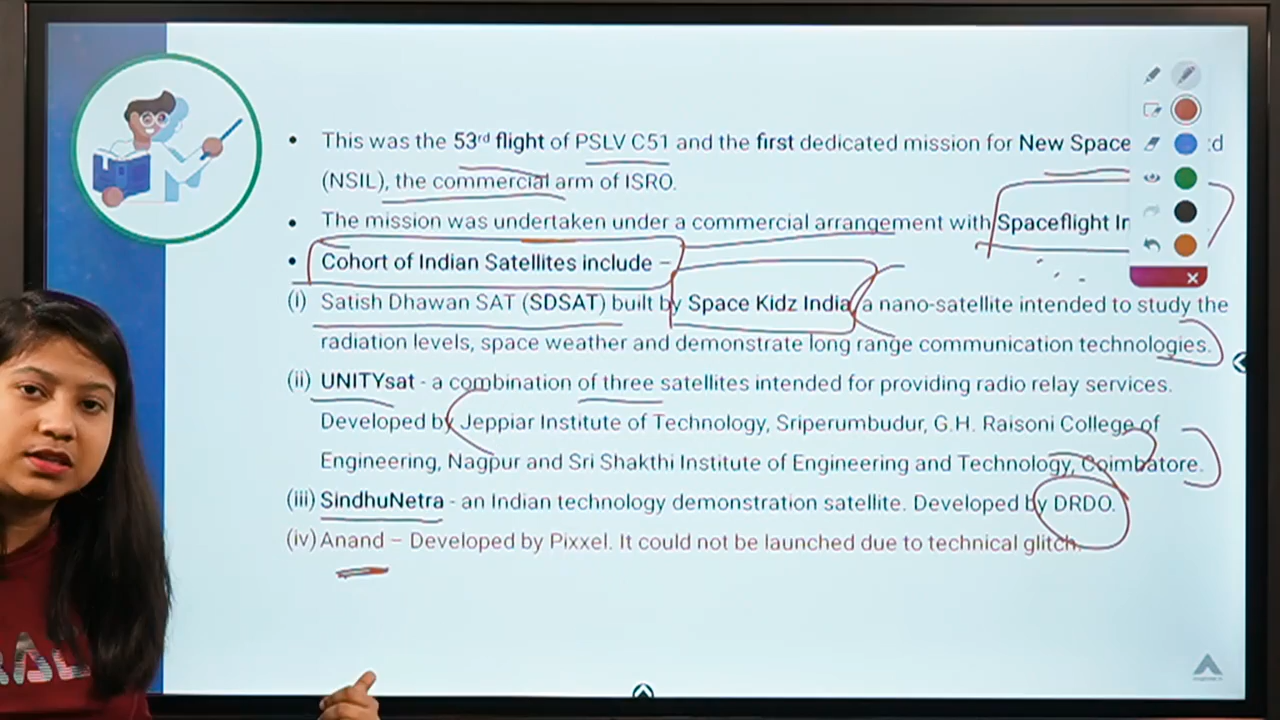 • This was the 53rd flight of PSLV C51 and the first dedicated mission for New Space :d
(NSIL), the commercial arm of ISRO.
• The mission was undertaken under a commercial arrangement with Spaceflight
• Cohort of Indian Satellites include –
(i) Satish Dhawan SAT (SDSAT) built by Space Kidz India, a nano-satellite intended to study the
radiation levels, space weather and demonstrate long range communication technologies.
(ii) UNITYsat - a combination of three satellites intended for providing radio relay services.
Developed by Jeppiar Institute of Technology, Sriperumbudur, G.H. Raisoni College of
Engineering, Nagpur and Sri Shakthi Institute of Engineering and Technology, Coimbatore.
(iii) SindhuNetra - an Indian technology demonstration satellite. Developed by DRDO.
(iv) Anand – Developed by Pixxel. It could not be launched due to technical glitch.